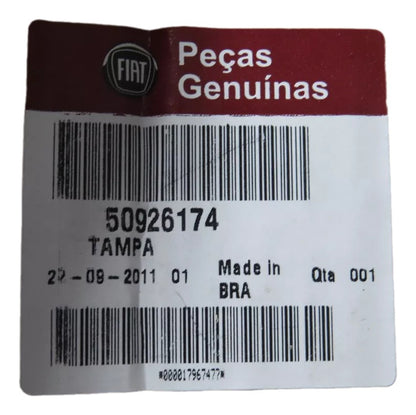 FIAT
Peças
Genuínas
50926174
TAMPA
-09-2011 01 Made in BRA Qta 001
*000017967477*